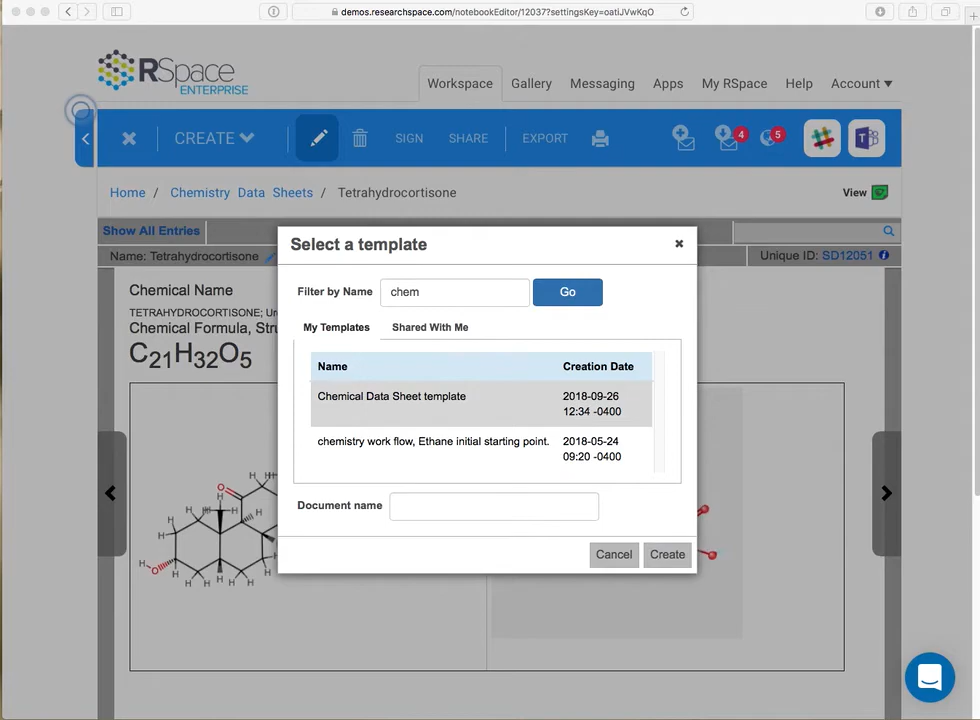 demos.researchspace.com/notebookEditor/12037?settingsKey=oatiJVwKqO
RSpace
ENTERPRISE
Workspace Gallery Messaging Apps My RSpace Help Account
CREATE SIGN SHARE EXPORT 4 5
Home / Chemistry Data Sheets / Tetrahydrocortisone View
Show All Entries
Name: Tetrahydrocortisone Unique ID: SD12051
Select a template
Filter by Name chem Go
My Templates Shared With Me
Name Creation Date
Chemical Data Sheet template 2018-09-26
12:34 -0400
chemistry work flow, Ethane initial starting point. 2018-05-24
09:20 -0400
Document name
Cancel Create
Chemical Name
TETRAHYDROCORTISONE;
Chemical Formula,
C21H32O5